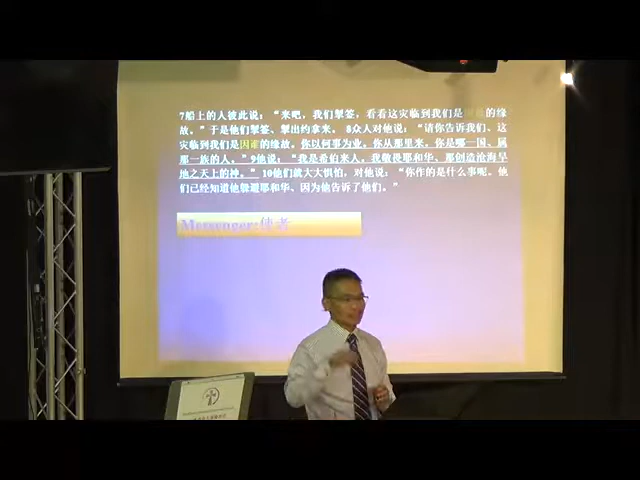 7船上的人彼此说：“来吧，我们掣签，看看这灾临到我们是因谁的缘
故。”于是他们掣签、掣出约拿来。 8众人对他说：“请你告诉我们、这
灾临到我们是因谁的缘故。你以何事为业。你从那里来。你是哪一国、属
那一族的人。”9他说：“我是希伯来人。我敬畏耶和华、那创造沧海旱
地之天上的神。”10他们就大大惧怕，对他说：“你作的是什么事呢。他
们已经知道他躲避耶和华、因为他告诉了他们。”
Messenger:使者